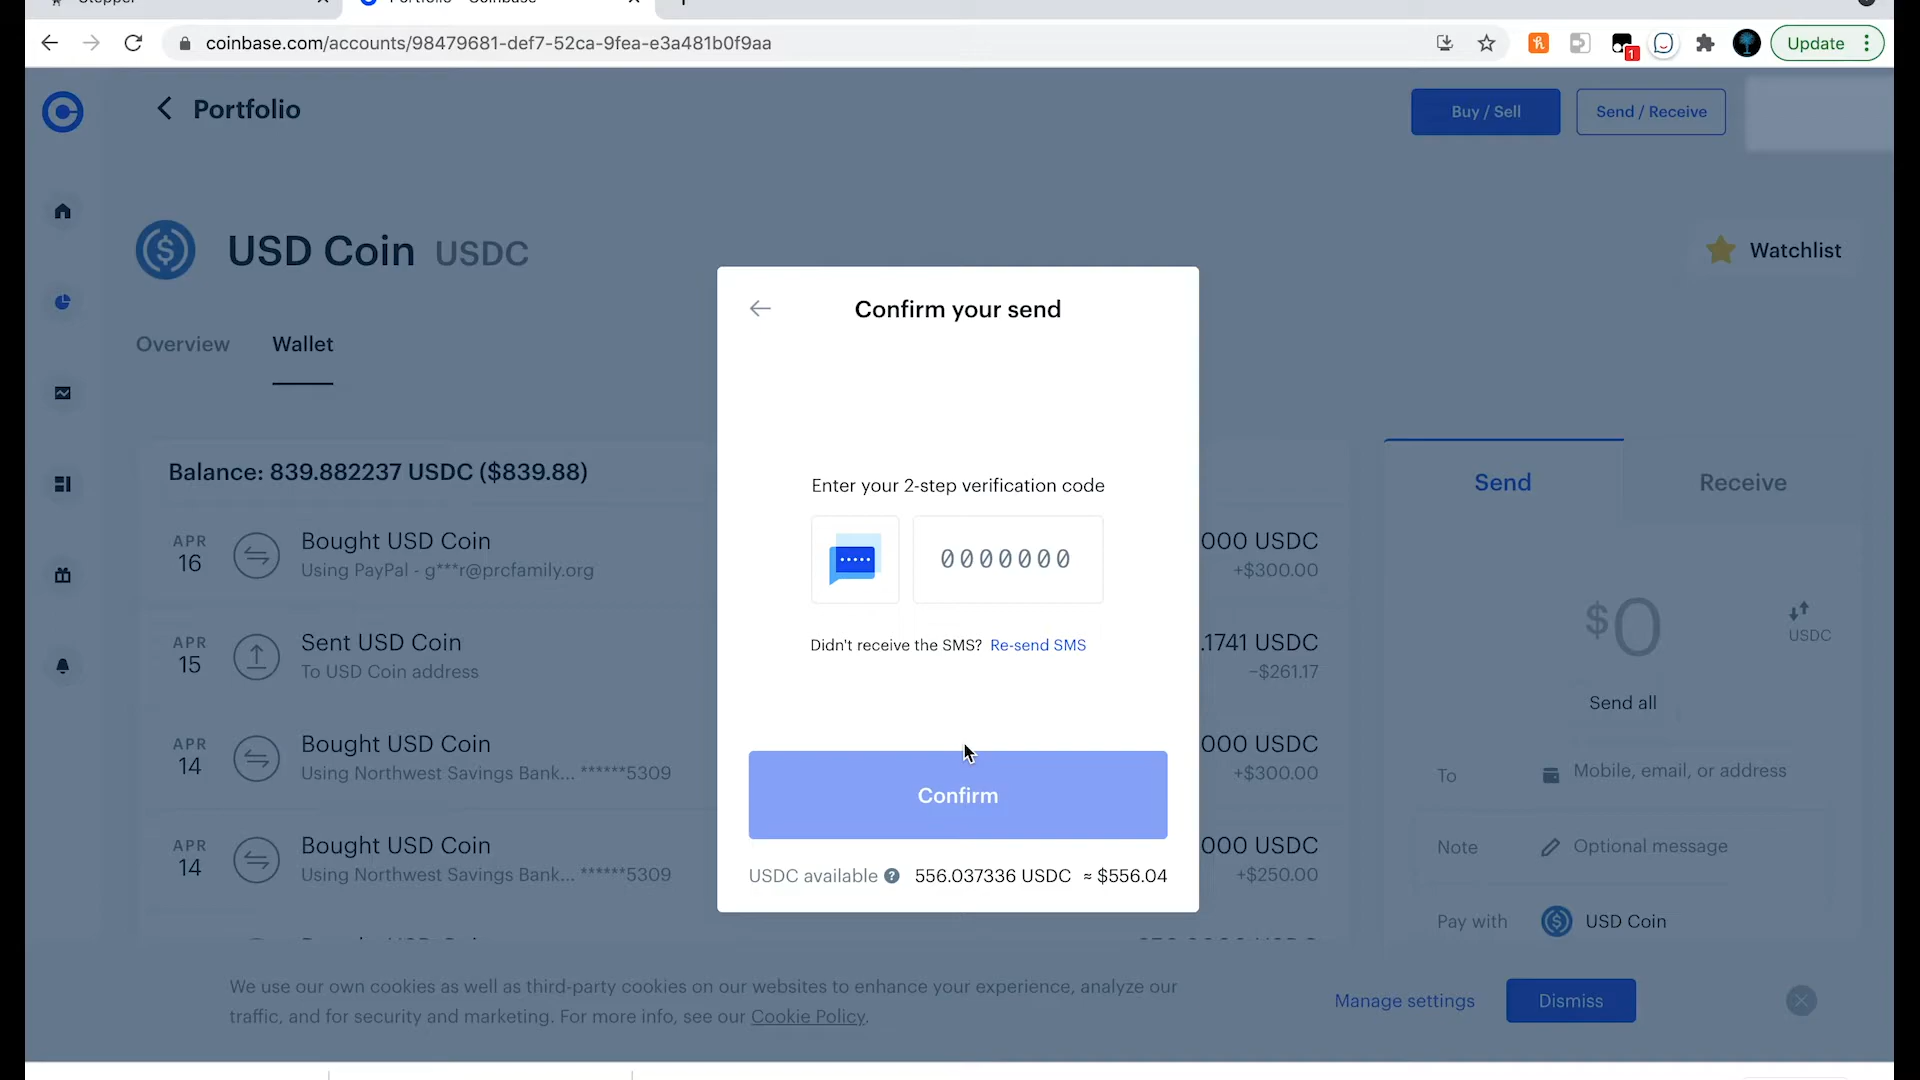 Portfolio - Coinbase
coinbase.com/accounts/98479681-def7-52ca-9fea-e3a481b0f9aa
1
Update
Portfolio
Buy / Sell
Send / Receive
USD Coin USDC
Watchlist
Overview
Wallet
Confirm your send
Balance: 839.882237 USDC ($839.88)
Enter your 2-step verification code
0000000
Didn't receive the SMS? Re-send SMS
Confirm
USDC available ? 556.037336 USDC ≈ $556.04
APR
16
Bought USD Coin
Using PayPal - g***r@prcfamily.org
000 USDC
+$300.00
APR
15
Sent USD Coin
To USD Coin address
.1741 USDC
-$261.17
APR
14
Bought USD Coin
Using Northwest Savings Bank... ******5309
000 USDC
+$300.00
APR
14
Bought USD Coin
Using Northwest Savings Bank... ******5309
000 USDC
+$250.00
Send
Receive
$0
USDC
Send all
To
Mobile, email, or address
Note
Optional message
Pay with
USD Coin
We use our own cookies as well as third-party cookies on our websites to enhance your experience, analyze our
traffic, and for security and marketing. For more info, see our Cookie Policy.
Manage settings
Dismiss